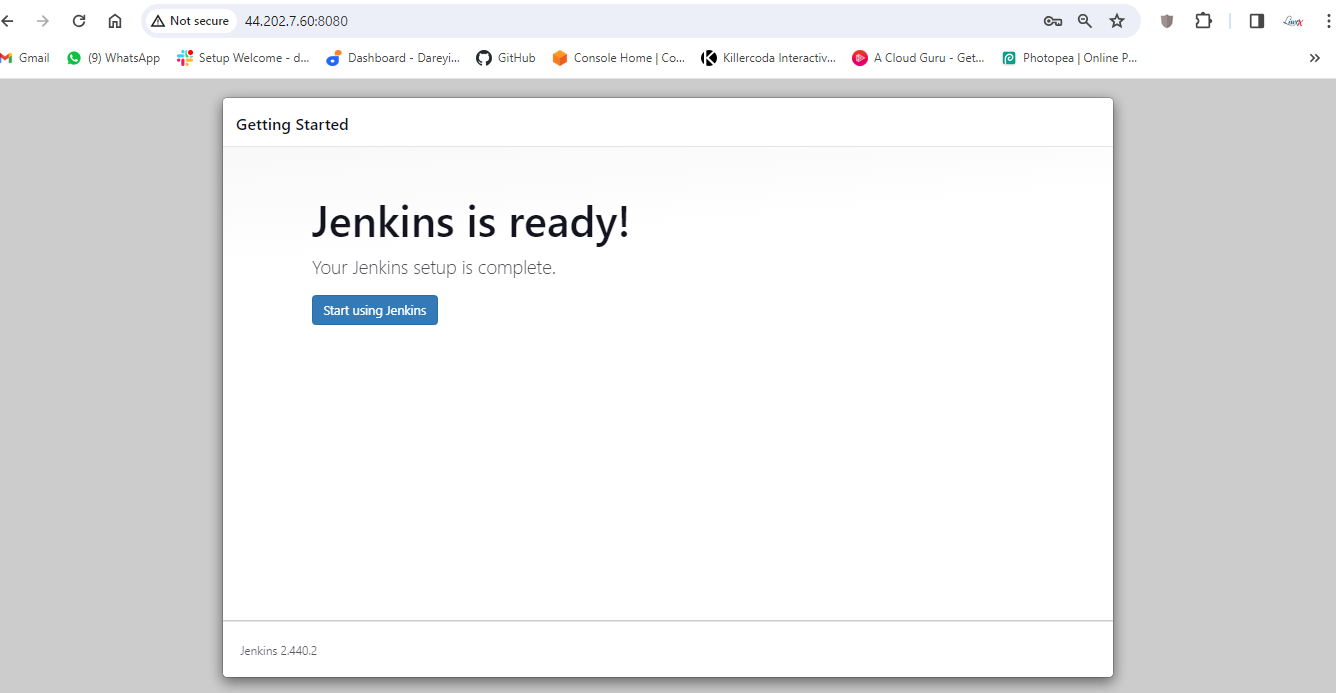 Not secure 44.202.7.60:8080
Gmail (9) WhatsApp Setup Welcome - d... Dashboard - Dareyi... GitHub Console Home | Co... Killercoda Interactiv... A Cloud Guru - Get... Photopea | Online P...
Getting Started
Jenkins is ready!
Your Jenkins setup is complete.
Start using Jenkins
Jenkins 2.440.2